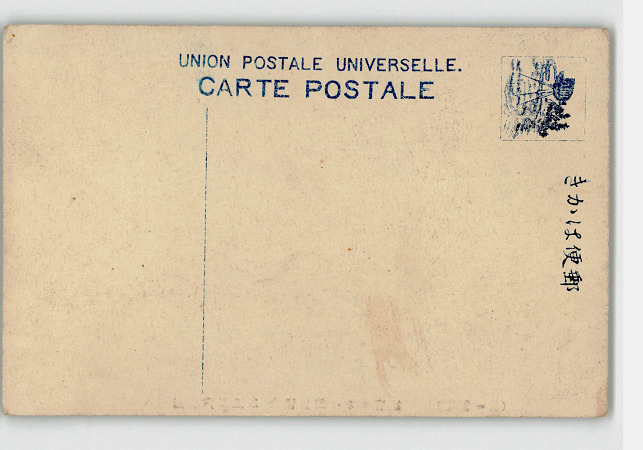 UNION POSTALE UNIVERSELLE.
CARTE POSTALE
きかは便郵